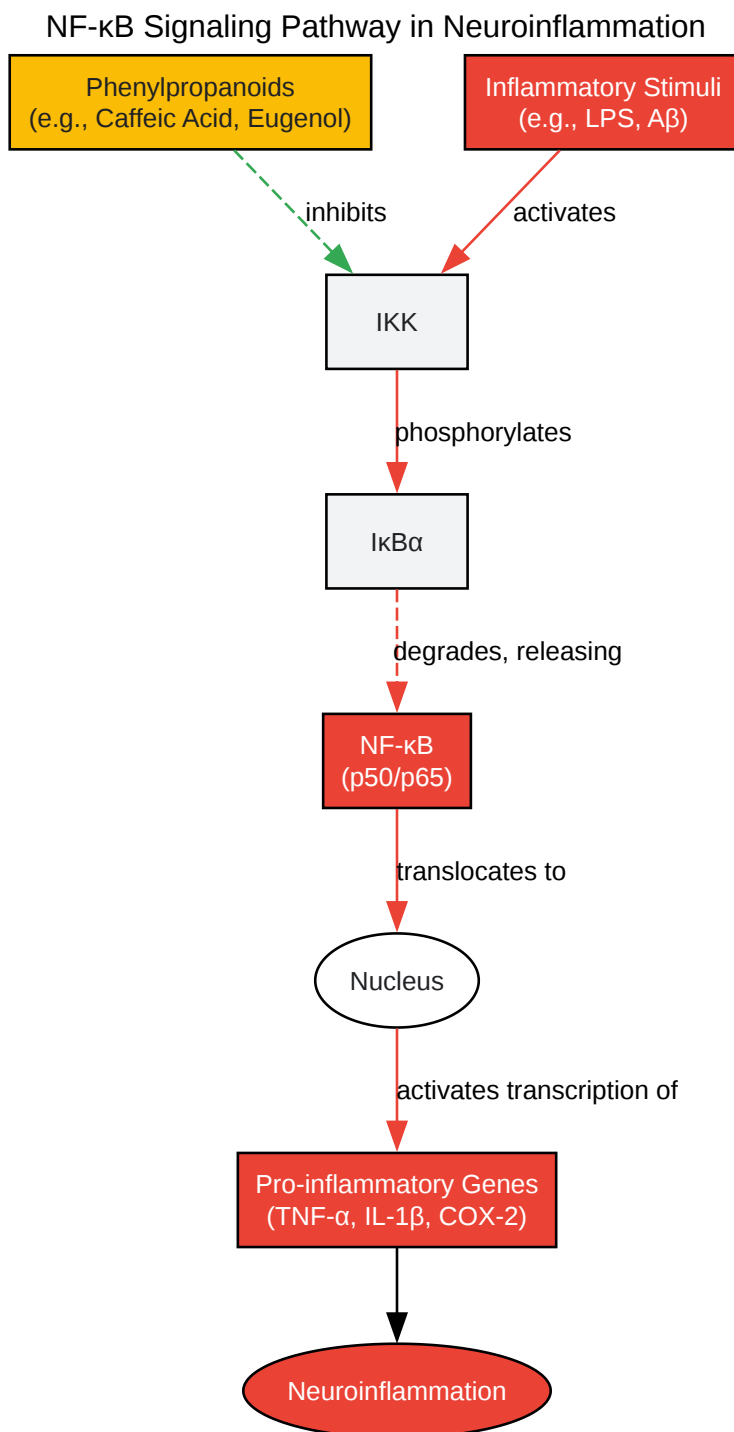 NF-κB Signaling Pathway in Neuroinflammation
Phenylpropanoids
(e.g., Caffeic Acid, Eugenol)
Inflammatory Stimuli
(e.g., LPS, Aβ)
inhibits
activates
IKK
phosphorylates
IκBα
degrades, releasing
NF-κB
(p50/p65)
translocates to
Nucleus
activates transcription of
Pro-inflammatory Genes
(TNF-α, IL-1β, COX-2)
Neuroinflammation